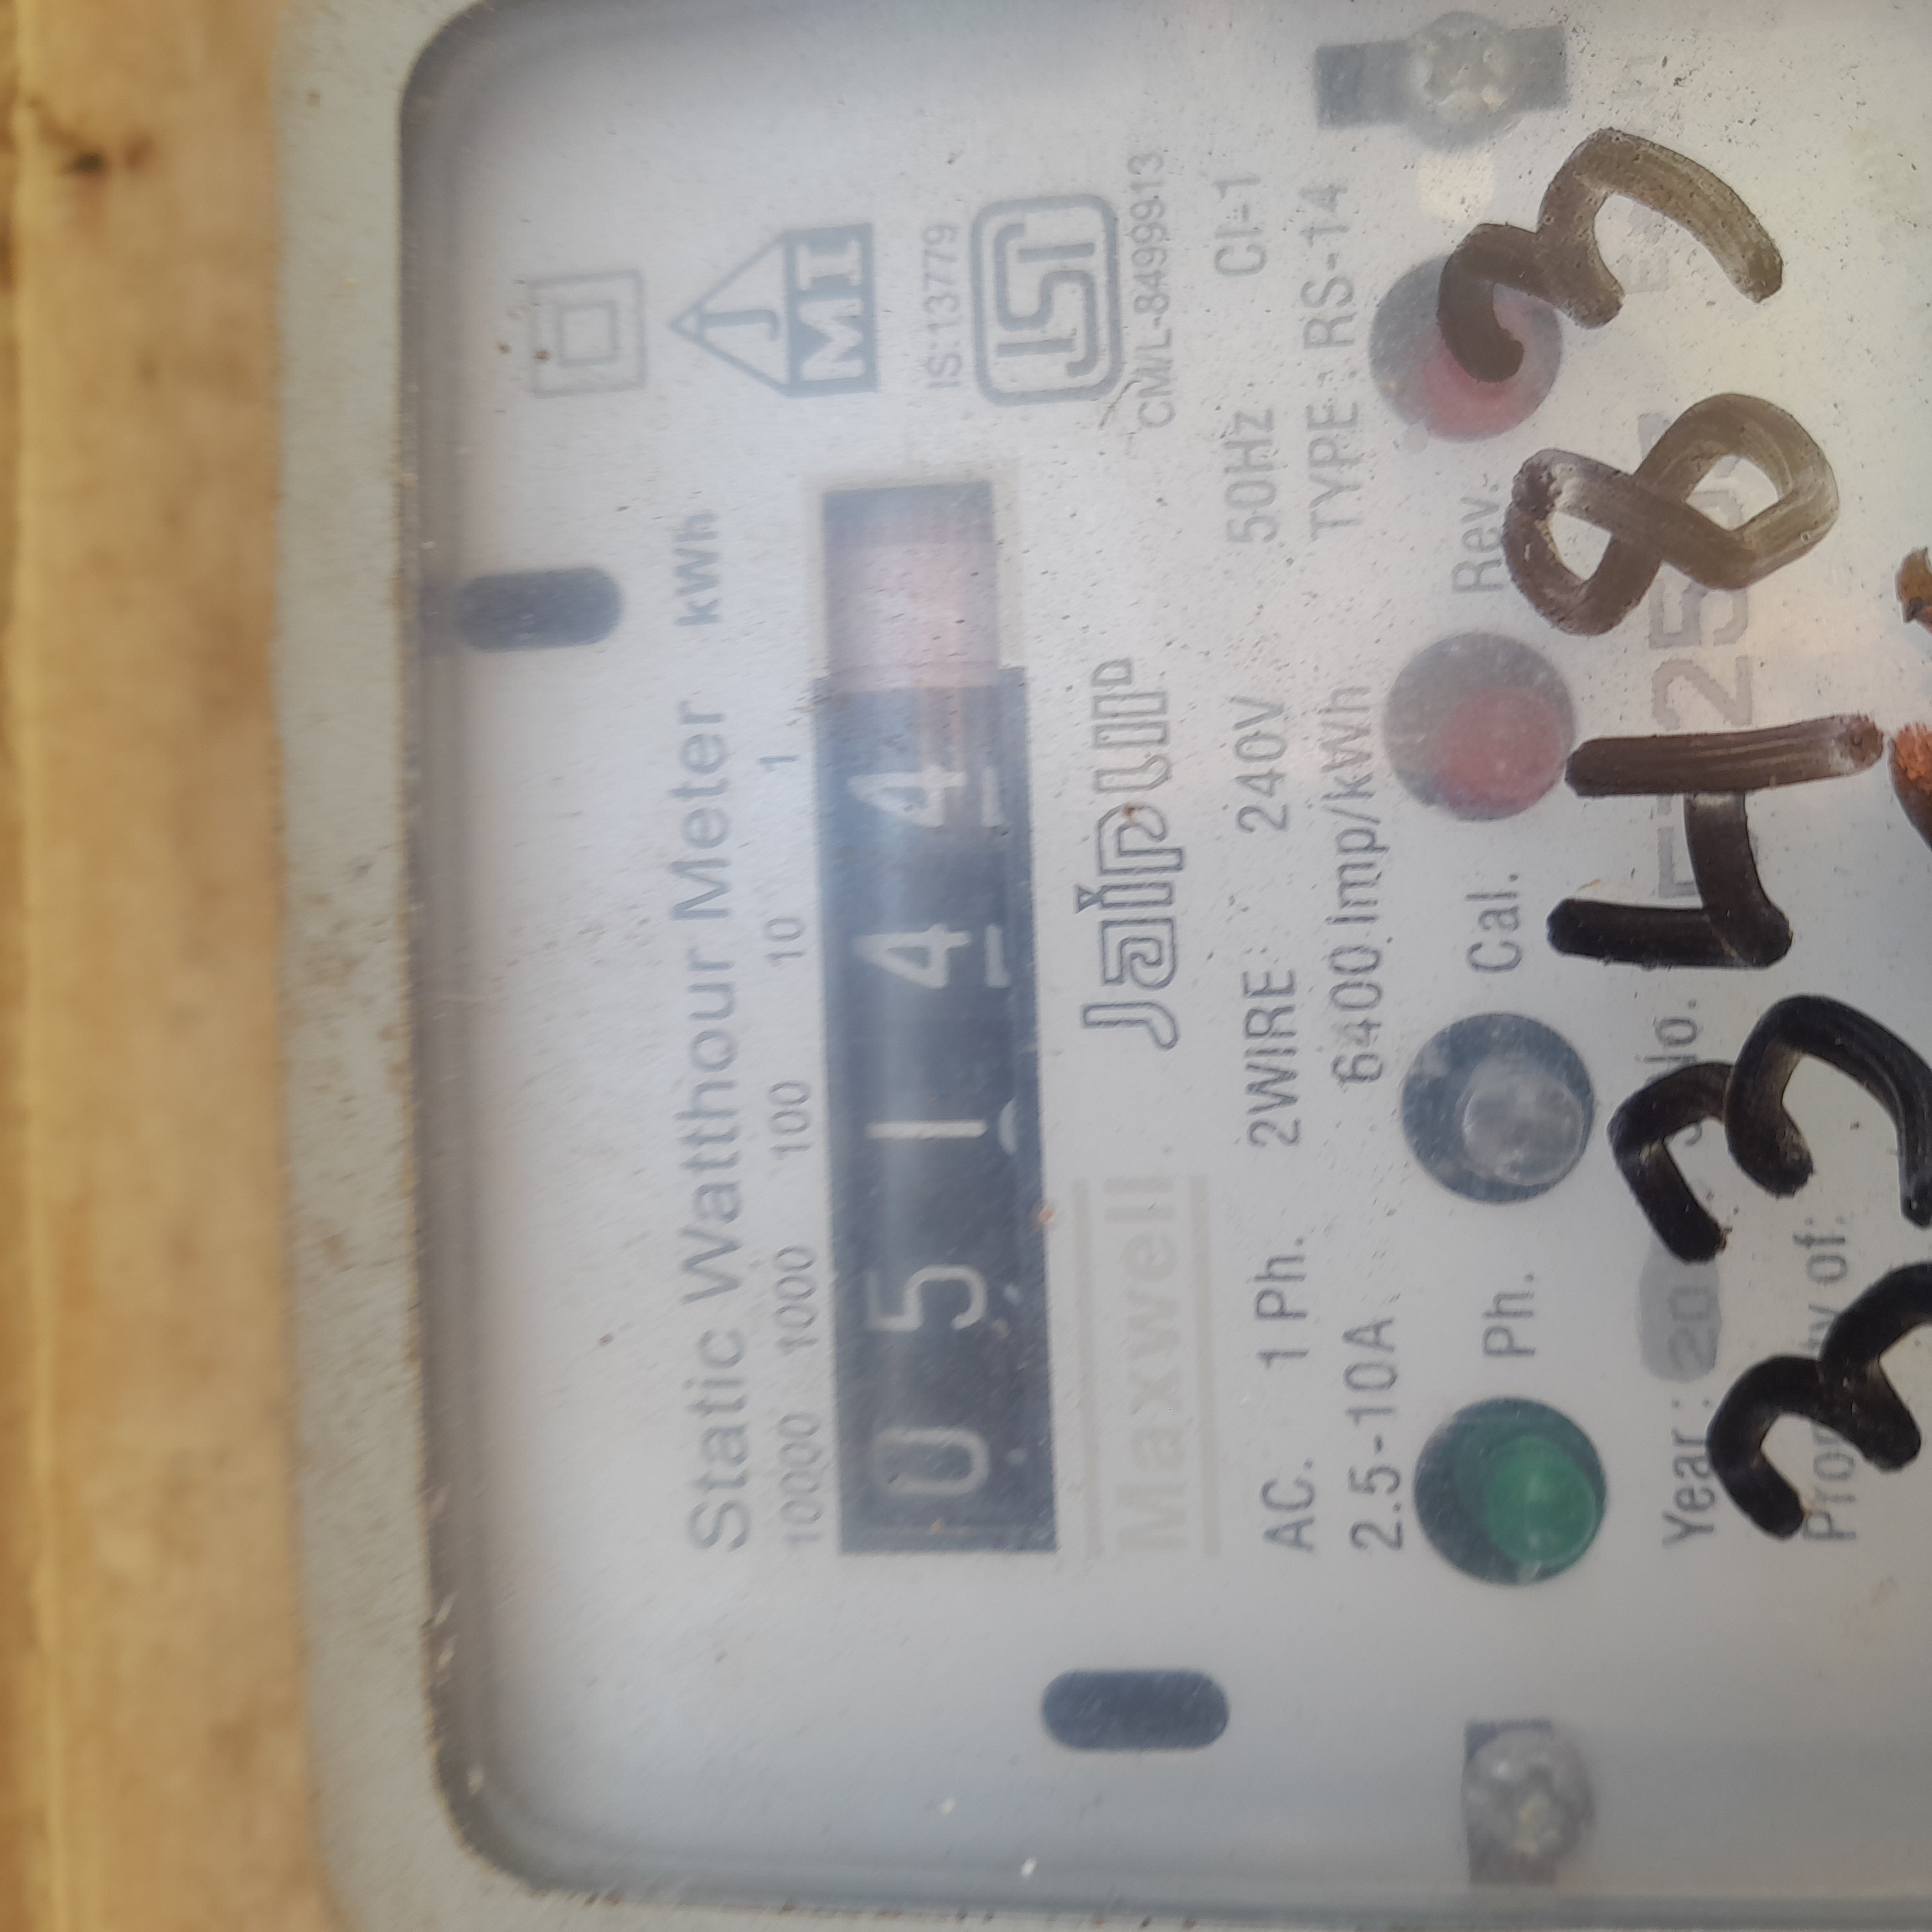 Static Watthour Meter kWh
10000 1000 100 10 1
0 5 1 4 4
J
MI
IS:13779
ISI
CM/L-8499913
Maxwell Jaipur
AC. 1 Ph. 2WIRE 240V 50HZ Cl-1
2.5-10A 6400 Imp/kWh TYPE : RS-14
Ph. Cal. Rev.
Year :